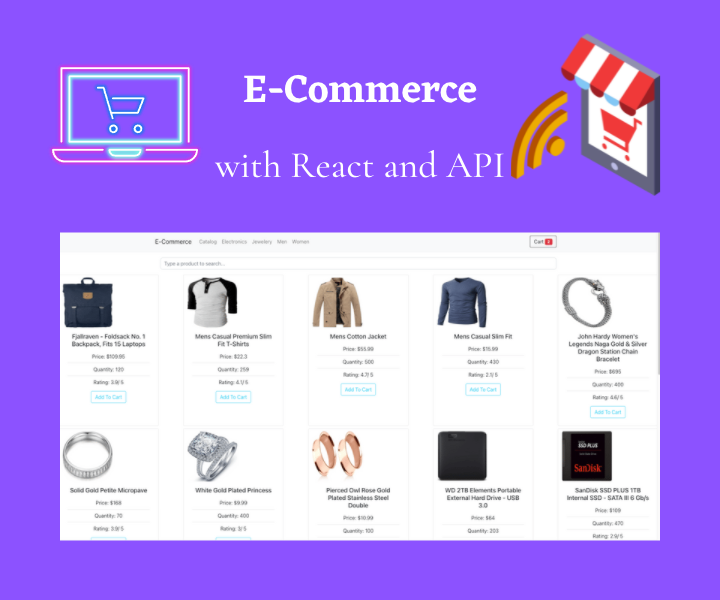 E-Commerce
with React and API
E-Commerce Catalog Electronics Jewelery Men Women Cart
Type a product to search...
Fjallraven - Foldsack No. 1
Backpack, Fits 15 Laptops
Price: $109.95
Quantity: 120
Rating: 3.9/ 5
Add To Cart
Mens Casual Premium Slim
Fit T-Shirts
Price: $22.3
Quantity: 259
Rating: 4.1/ 5
Add To Cart
Mens Cotton Jacket
Price: $55.99
Quantity: 500
Rating: 4.7/ 5
Add To Cart
Mens Casual Slim Fit
Price: $15.99
Quantity: 430
Rating: 2.1/ 5
Add To Cart
John Hardy Women's
Legends Naga Gold & Silver
Dragon Station Chain
Bracelet
Price: $695
Quantity: 400
Rating: 4.6/ 5
Add To Cart
Solid Gold Petite Micropave
Price: $168
Quantity: 70
Rating: 3.9/ 5
White Gold Plated Princess
Price: $9.99
Quantity: 400
Rating: 3/ 5
Pierced Owl Rose Gold
Plated Stainless Steel
Double
Price: $10.99
Quantity: 100
WD 2TB Elements Portable
External Hard Drive - USB
3.0
Price: $64
Quantity: 203
SSD PLUS
SanDisk
SanDisk SSD PLUS 1TB
Internal SSD - SATA III 6 Gb/s
Price: $109
Quantity: 470
Rating: 2.9/ 5